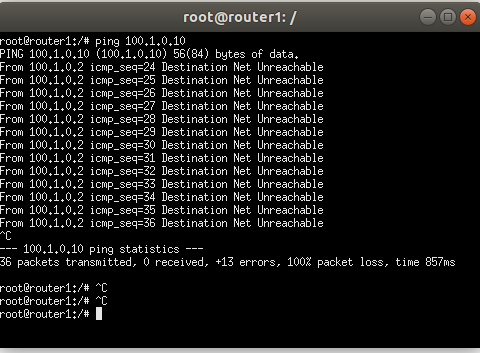 root@router1: /
root@router1:/# ping 100.1.0.10
PING 100.1.0.10 (100.1.0.10) 56(84) bytes of data.
From 100.1.0.2 icmp_seq=24 Destination Net Unreachable
From 100.1.0.2 icmp_seq=25 Destination Net Unreachable
From 100.1.0.2 icmp_seq=26 Destination Net Unreachable
From 100.1.0.2 icmp_seq=27 Destination Net Unreachable
From 100.1.0.2 icmp_seq=28 Destination Net Unreachable
From 100.1.0.2 icmp_seq=29 Destination Net Unreachable
From 100.1.0.2 icmp_seq=30 Destination Net Unreachable
From 100.1.0.2 icmp_seq=31 Destination Net Unreachable
From 100.1.0.2 icmp_seq=32 Destination Net Unreachable
From 100.1.0.2 icmp_seq=33 Destination Net Unreachable
From 100.1.0.2 icmp_seq=34 Destination Net Unreachable
From 100.1.0.2 icmp_seq=35 Destination Net Unreachable
From 100.1.0.2 icmp_seq=36 Destination Net Unreachable
^C
--- 100.1.0.10 ping statistics ---
36 packets transmitted, 0 received, +13 errors, 100% packet loss, time 857ms
root@router1:/# ^C
root@router1:/# ^C
root@router1:/#